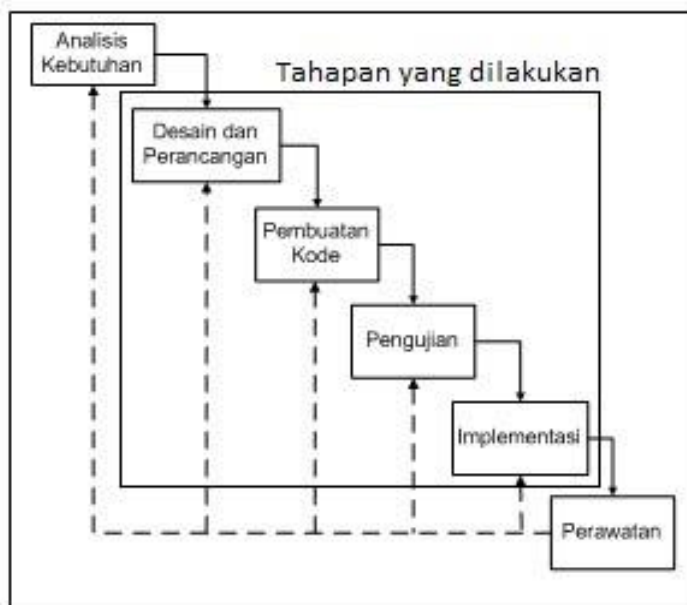 Analisis
Kebutuhan
Tahapan yang dilakukan
Desain dan
Perancangan
Pembuatan
Kode
Pengujian
Implementasi
Perawatan